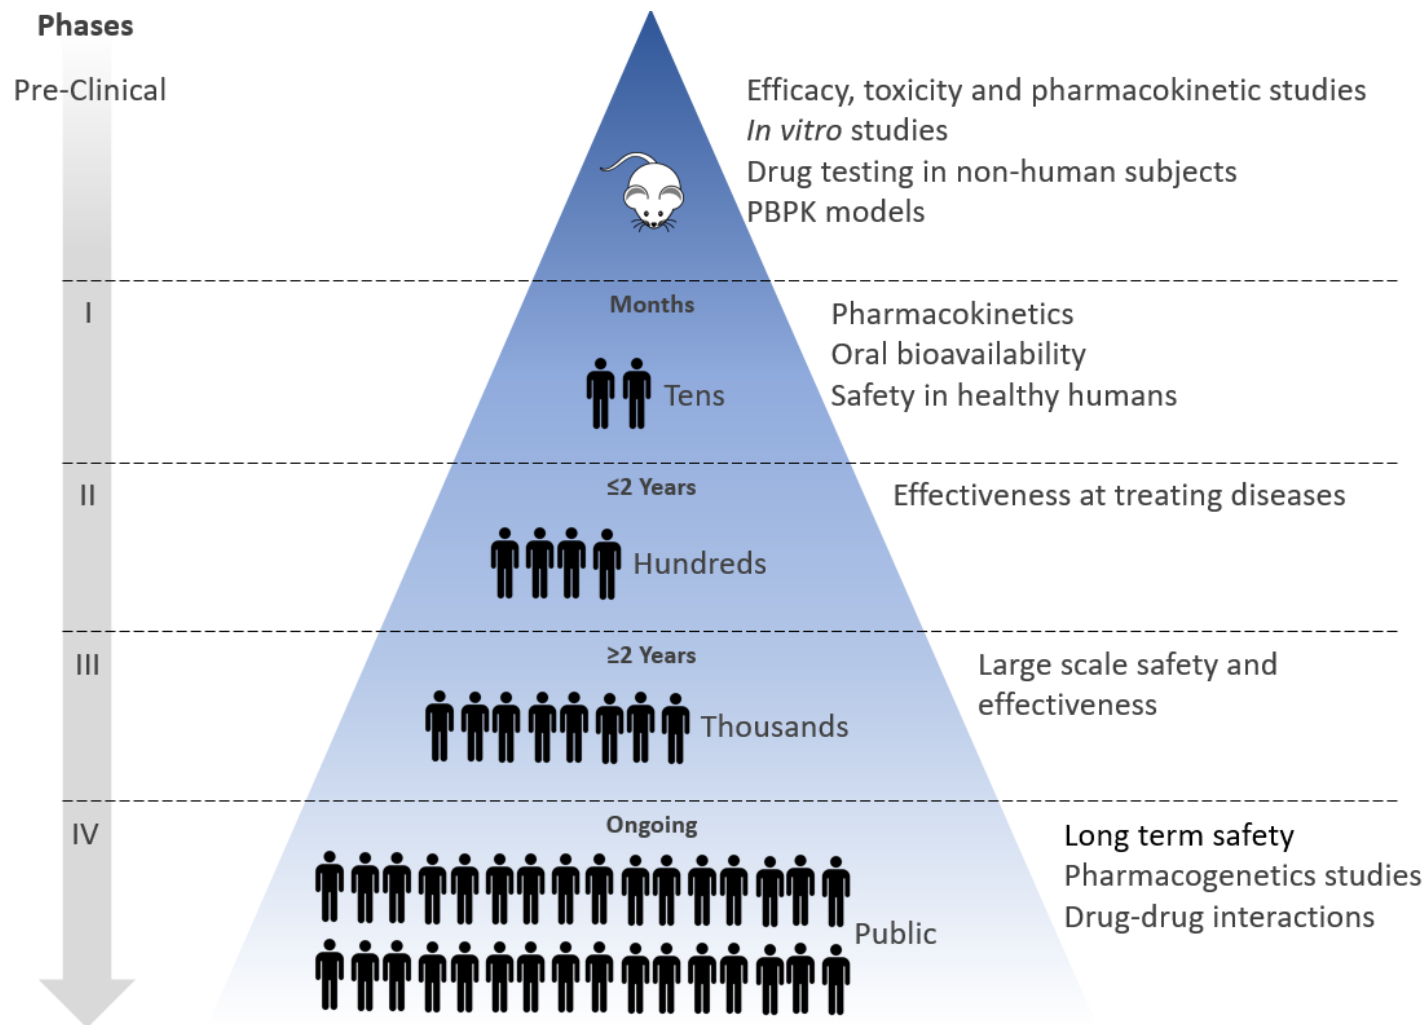 Phases
Pre-Clinical
Efficacy, toxicity and pharmacokinetic studies
In vitro studies
Drug testing in non-human subjects
PBPK models
I
Months
Tens
Pharmacokinetics
Oral bioavailability
Safety in healthy humans
II
≤2 Years
Hundreds
Effectiveness at treating diseases
III
≥2 Years
Thousands
Large scale safety and
effectiveness
IV
Ongoing
Public
Long term safety
Pharmacogenetics studies
Drug-drug interactions